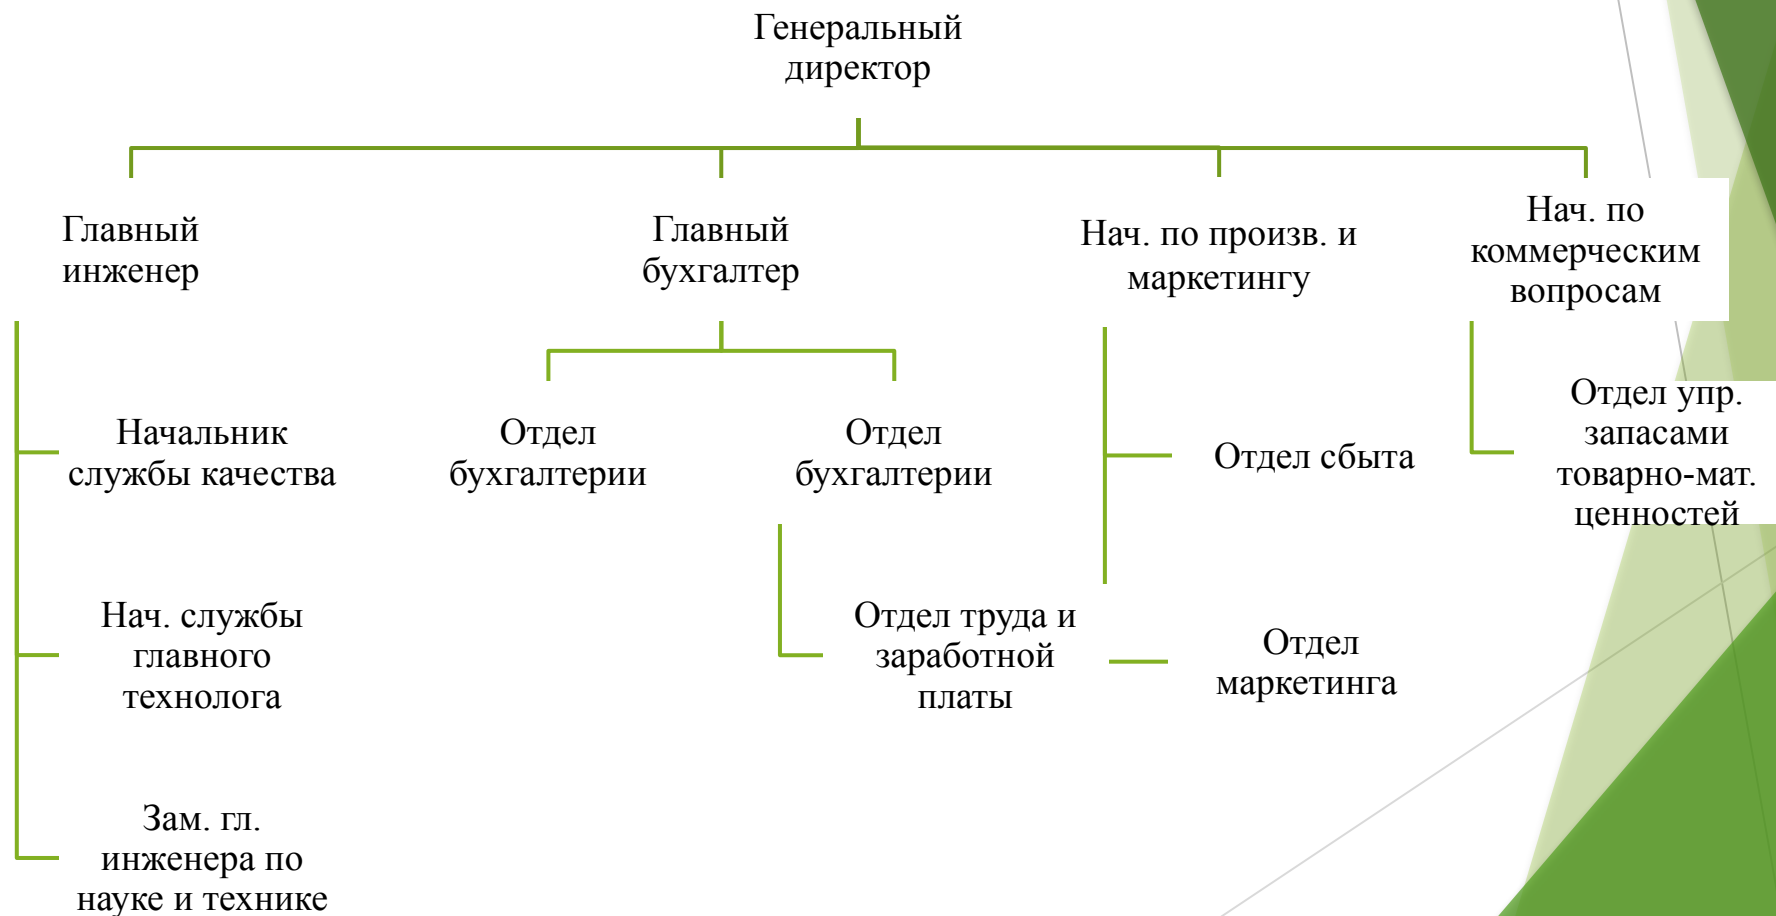 Генеральный
директор
Главный
инженер
Главный
бухгалтер
Нач. по произв. и
маркетингу
Нач. по
коммерческим
вопросам
Начальник
службы качества
Отдел
бухгалтерии
Отдел
бухгалтерии
Отдел сбыта
Отдел упр.
запасами
товарно-мат.
ценностей
Нач. службы
главного
технолога
Отдел труда и
заработной
платы
Отдел
маркетинга
Зам. гл.
инженера по
науке и технике